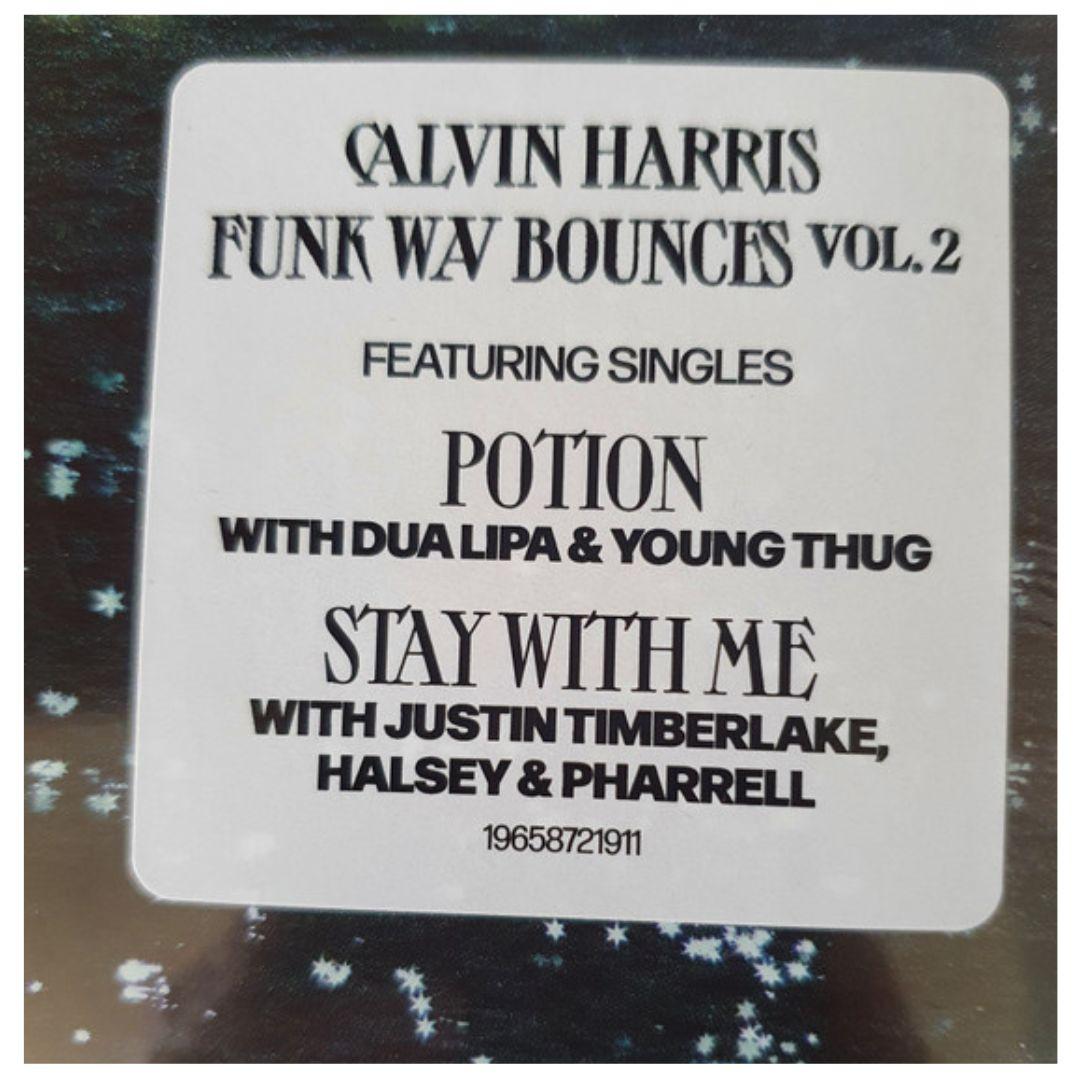 CALVIN HARRIS
FUNK WAV BOUNCES VOL. 2
FEATURING SINGLES
POTION
WITH DUA LIPA & YOUNG THUG
STAY WITH ME
WITH JUSTIN TIMBERLAKE,
HALSEY & PHARRELL
19658721911